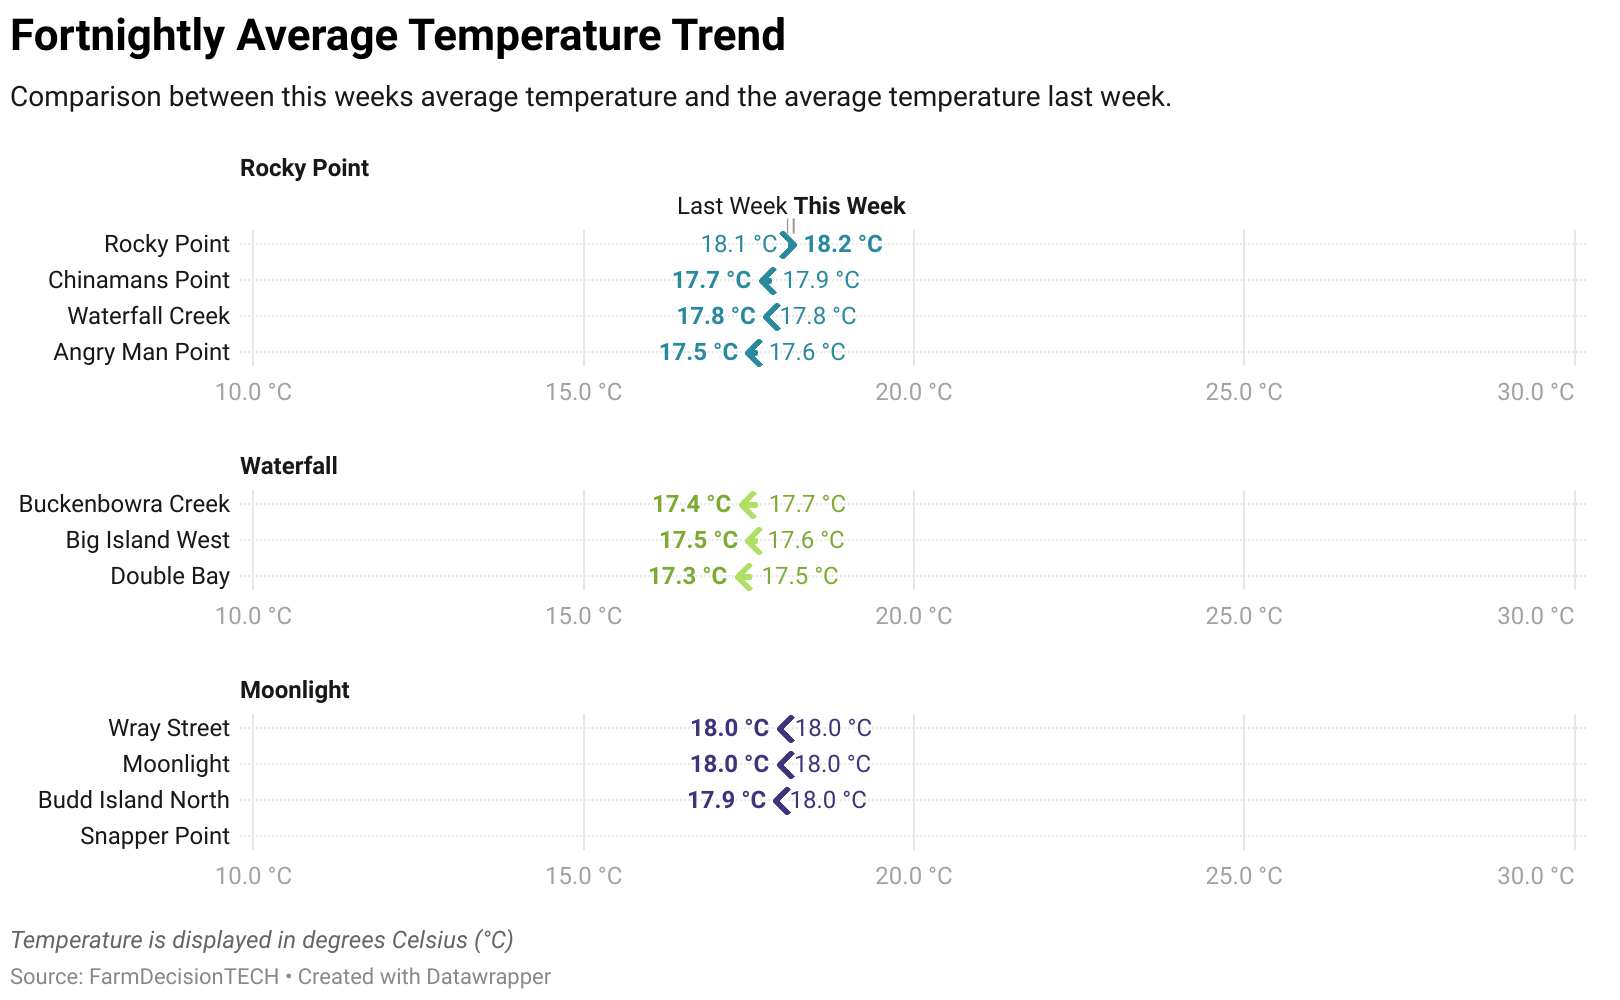 Fortnightly Average Temperature Trend
Comparison between this weeks average temperature and the average temperature last week.
Rocky Point
Last Week This Week
Rocky Point 18.1 °C 18.2 °C
Chinamans Point 17.7 °C 17.9 °C
Waterfall Creek 17.8 °C 17.8 °C
Angry Man Point 17.5 °C 17.6 °C
10.0 °C 15.0 °C 20.0 °C 25.0 °C 30.0 °C
Waterfall
Buckenbowra Creek 17.4 °C 17.7 °C
Big Island West 17.5 °C 17.6 °C
Double Bay 17.3 °C 17.5 °C
10.0 °C 15.0 °C 20.0 °C 25.0 °C 30.0 °C
Moonlight
Wray Street 18.0 °C 18.0 °C
Moonlight 18.0 °C 18.0 °C
Budd Island North 17.9 °C 18.0 °C
Snapper Point
10.0 °C 15.0 °C 20.0 °C 25.0 °C 30.0 °C
Temperature is displayed in degrees Celsius (°C)
Source: FarmDecisionTECH • Created with Datawrapper